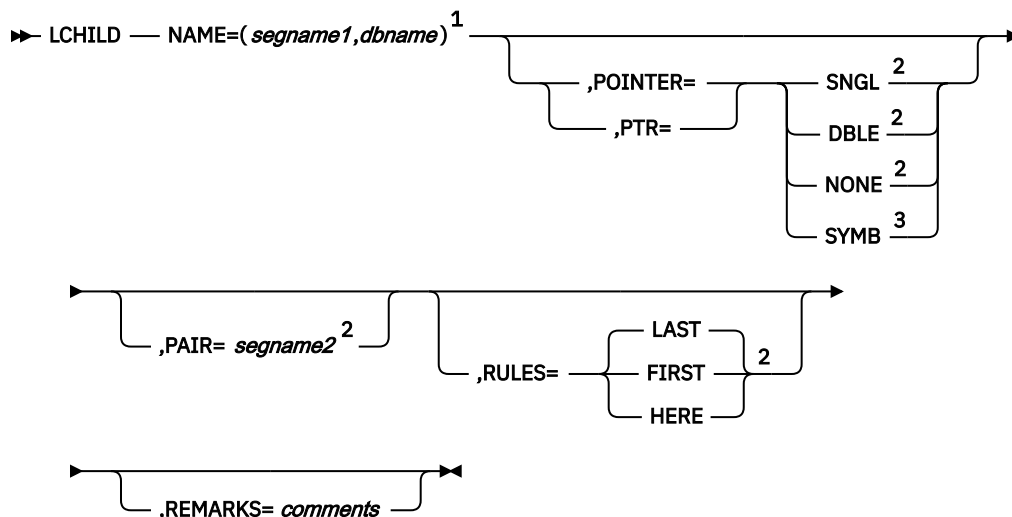 LCHILD NAME=(segname1,dbname) 1
,POINTER= SNGL 2
,PTR= DBLE 2
NONE 2
SYMB 3
,PAIR= segname2 2
,RULES= LAST
FIRST 2
HERE
,REMARKS= comments